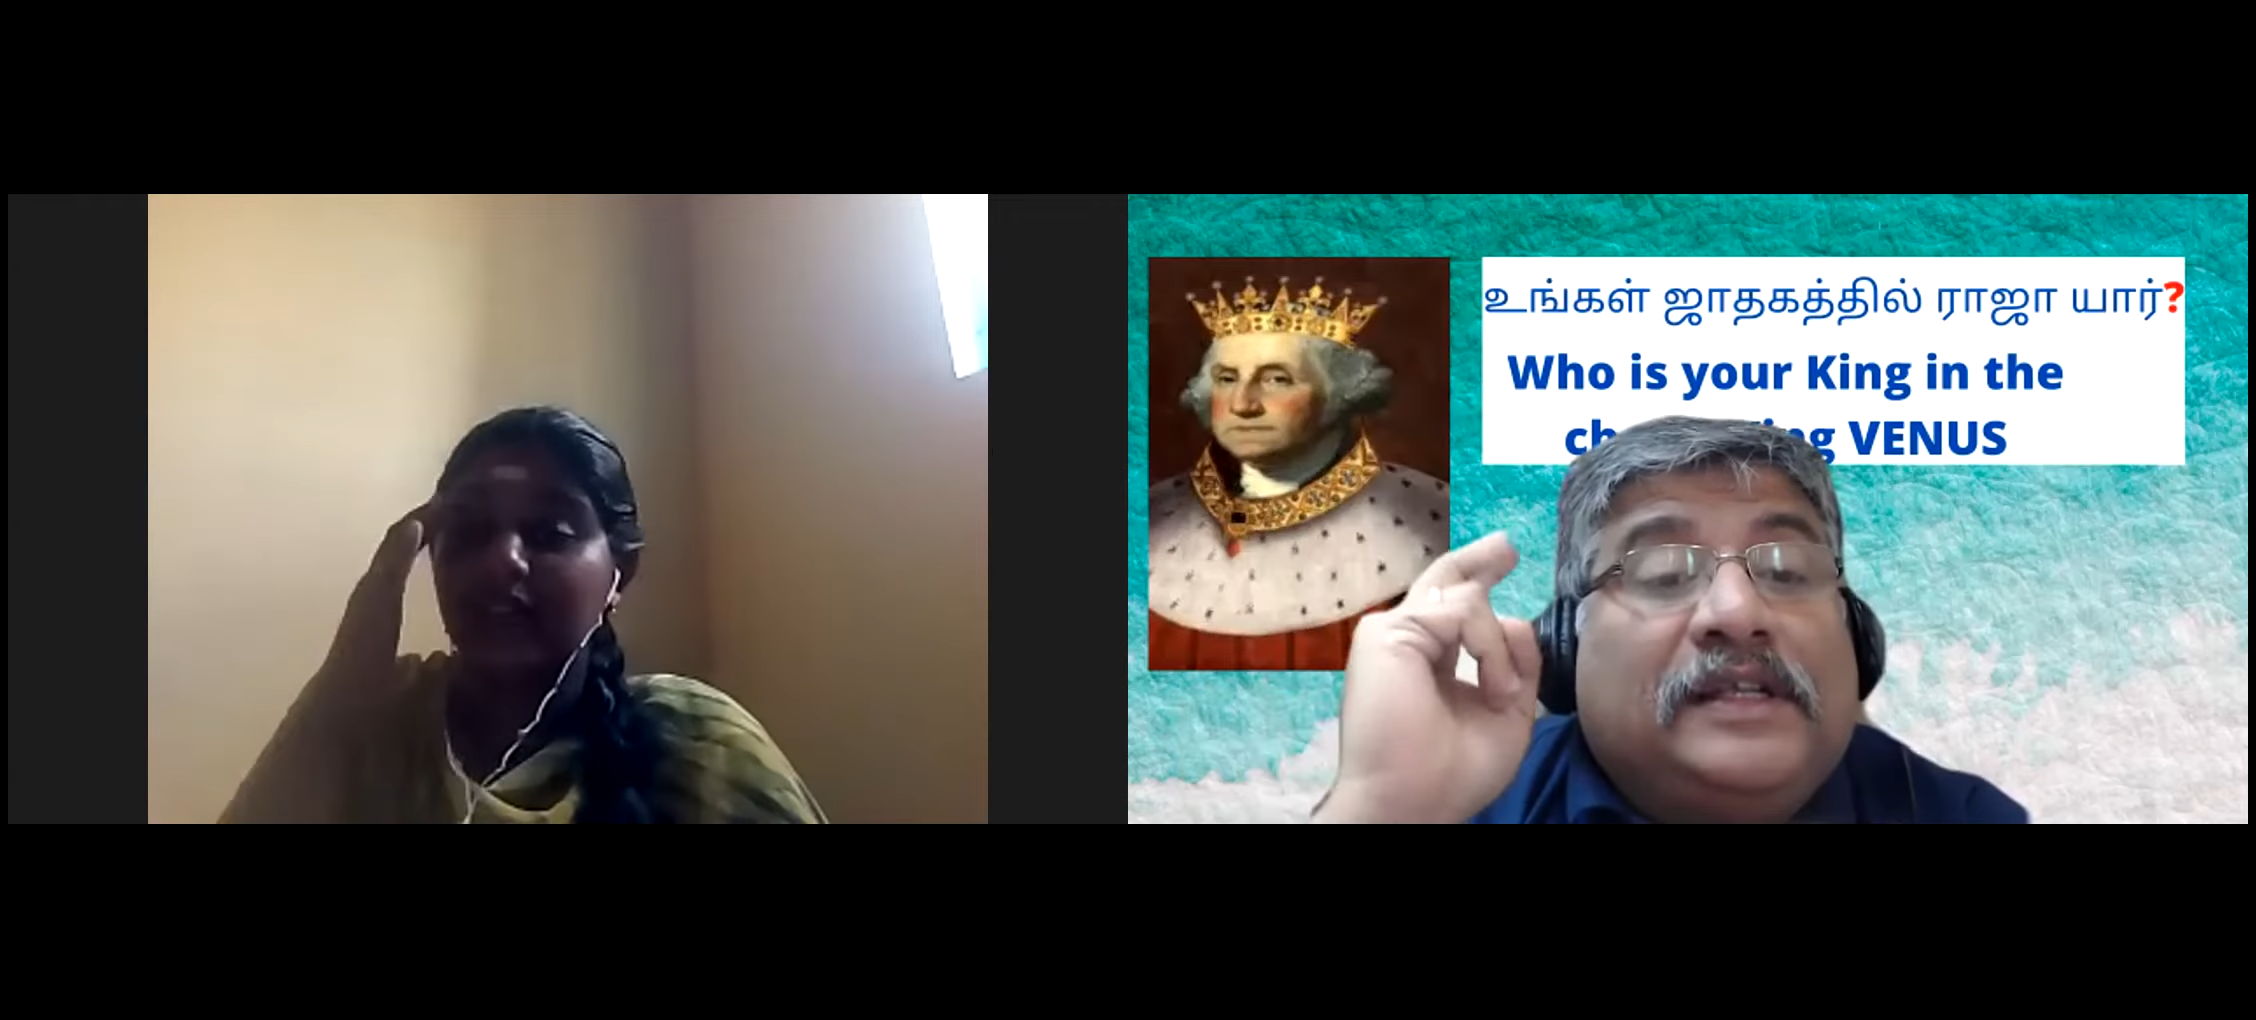 உங்கள் ஜாதகத்தில் ராஜா யார்?
Who is your King in the
VENUS